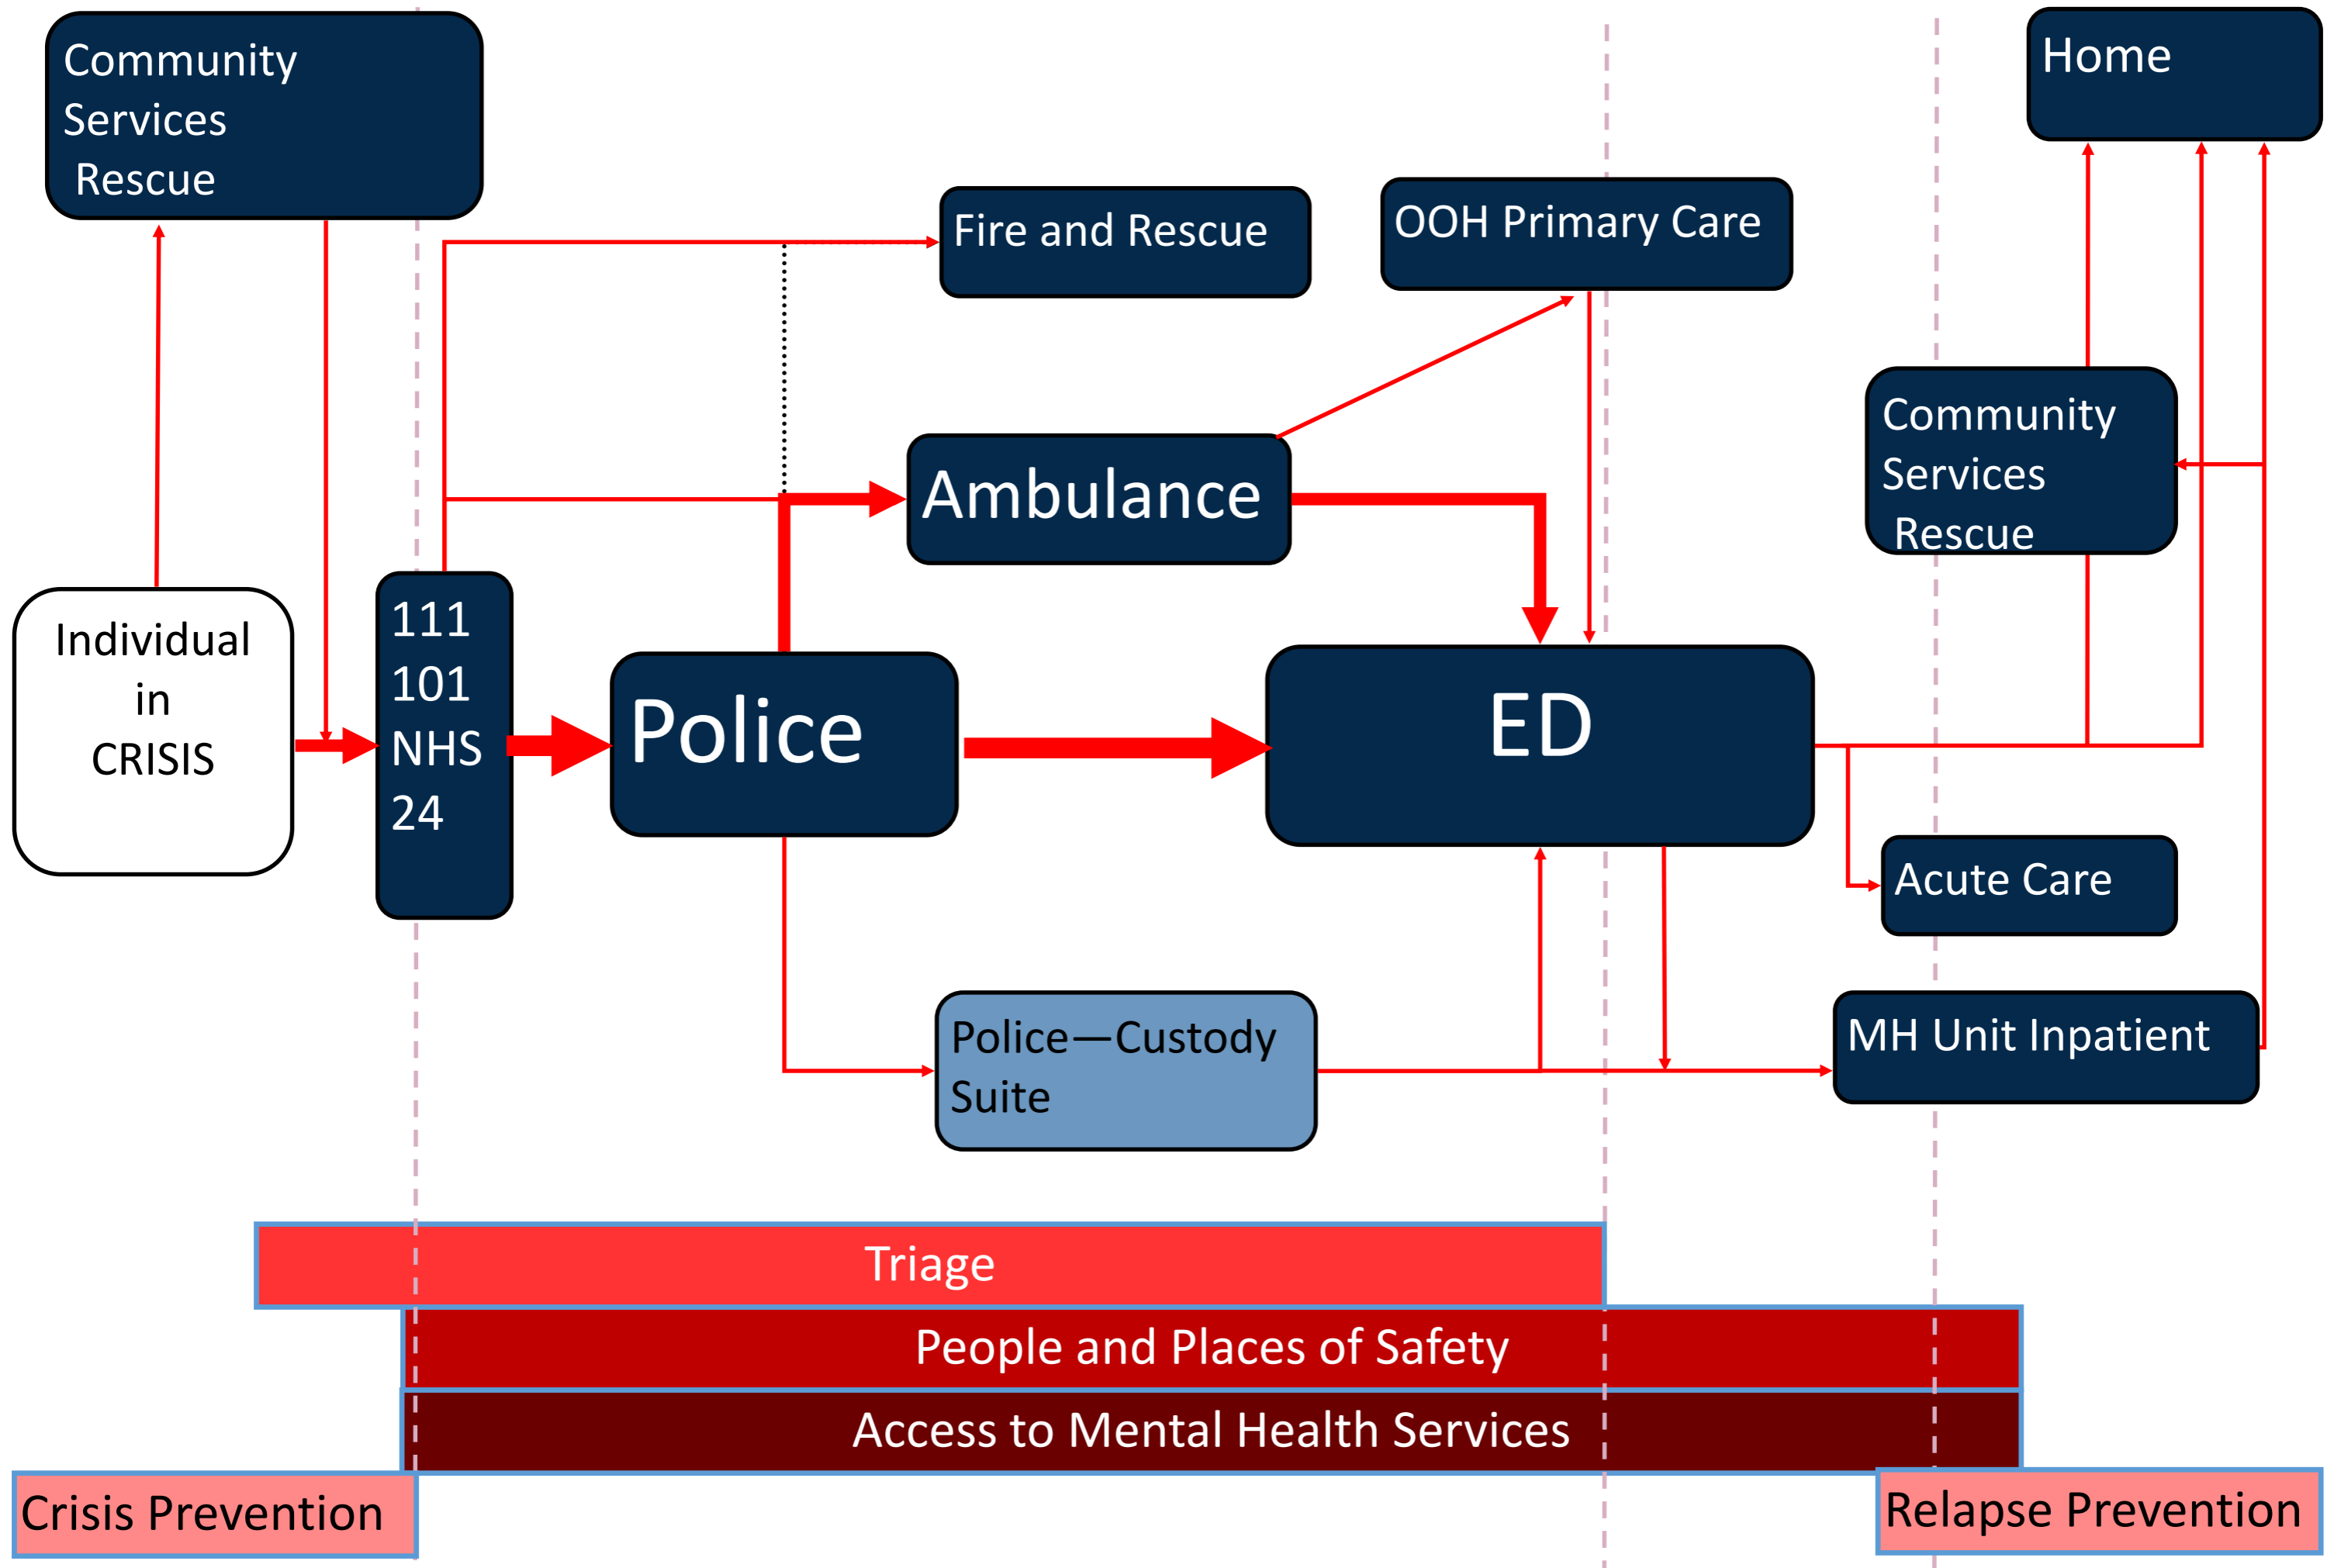 Community
Services
Rescue
Home
Fire and Rescue
OOH Primary Care
Community
Services
Rescue
Ambulance
Individual
in
CRISIS
111
101
NHS
24
Police
ED
Acute Care
Police—Custody
Suite
MH Unit Inpatient
Triage
People and Places of Safety
Access to Mental Health Services
Crisis Prevention
Relapse Prevention